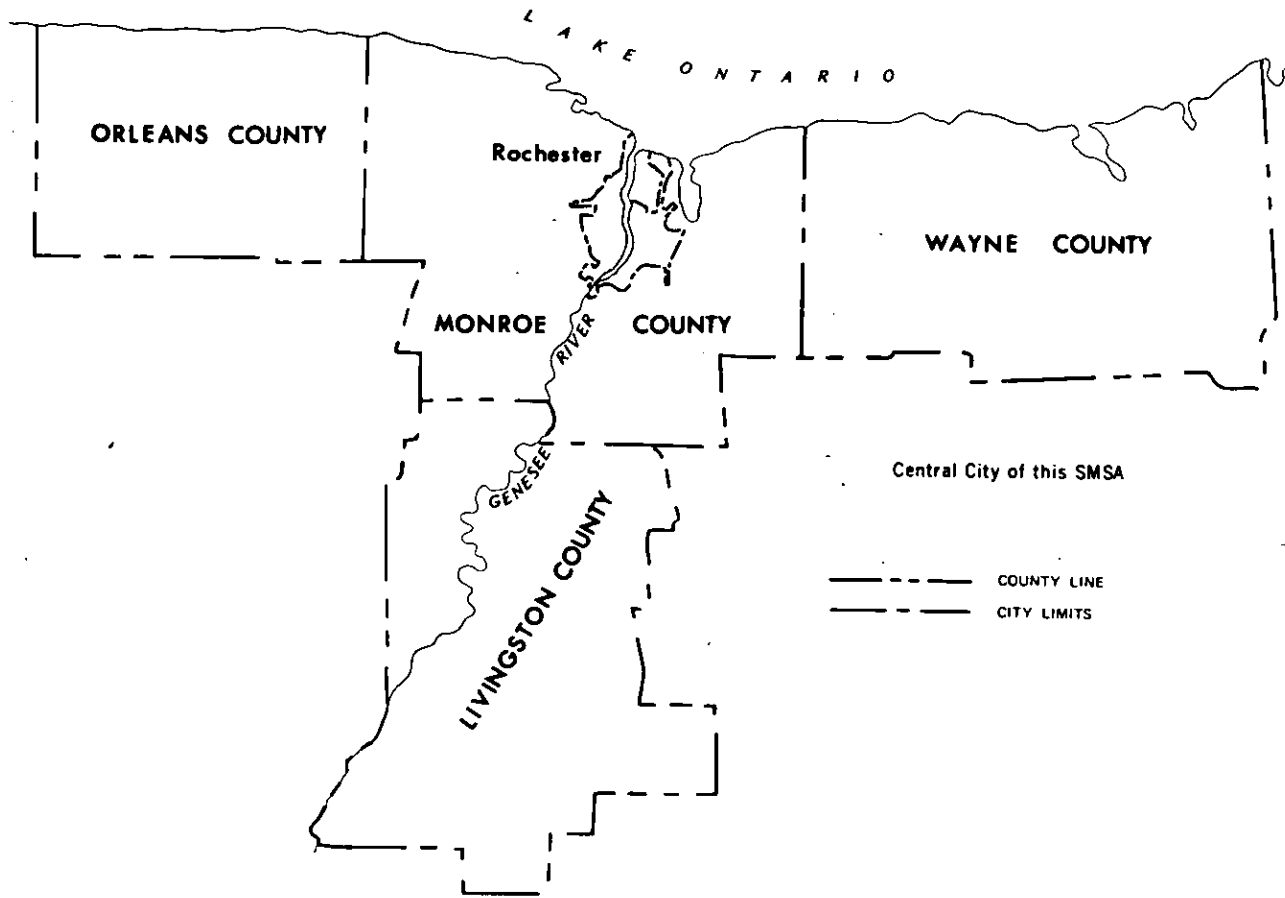 LAKE ONTARIO
ORLEANS COUNTY
Rochester
WAYNE COUNTY
MONROE COUNTY
GENESEE RIVER
LIVINGSTON COUNTY
Central City of this SMSA
COUNTY LINE
CITY LIMITS